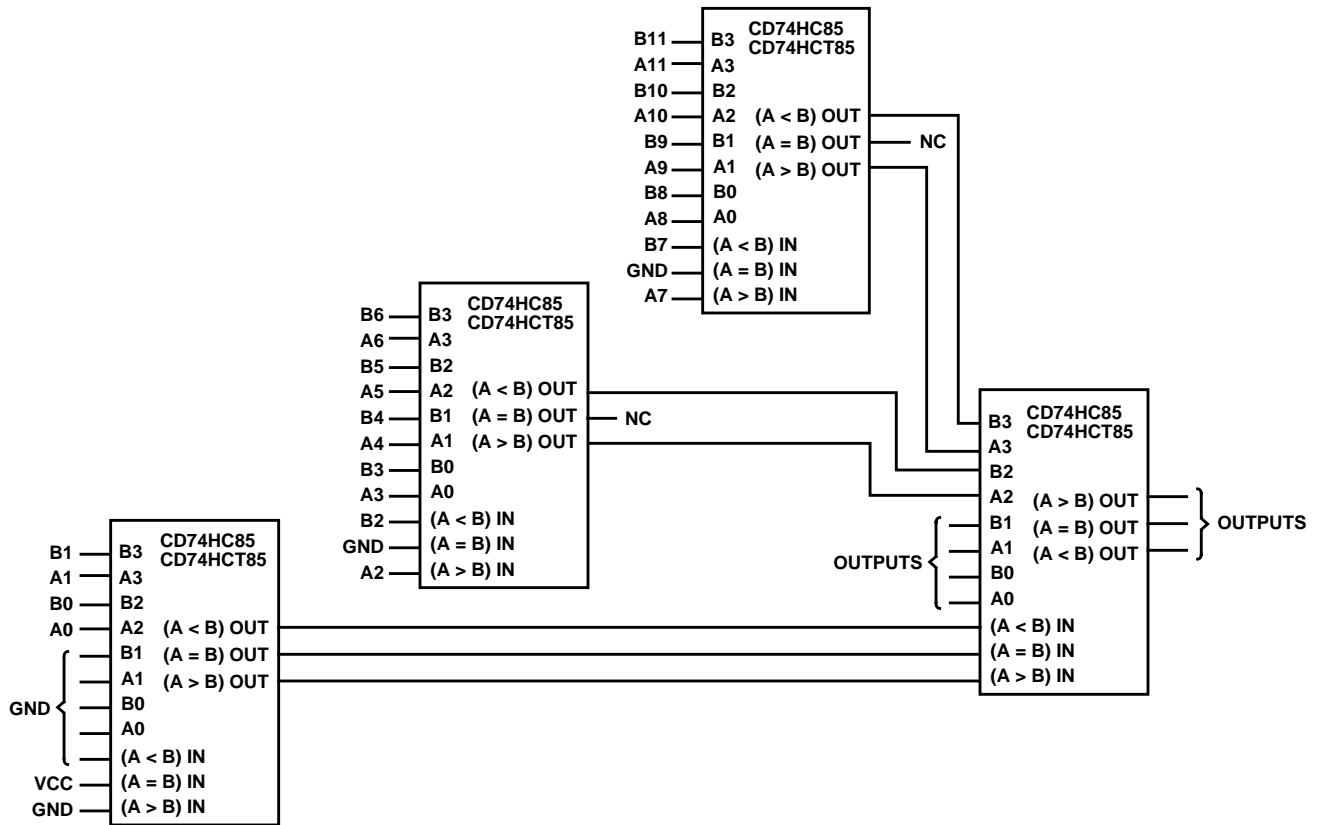 CD74HC85
CD74HCT85
B11 B3
A11 A3
B10 B2
A10 A2 (A < B) OUT
B9 B1 (A = B) OUT NC
A9 A1 (A > B) OUT
B8 B0
A8 A0
B7 (A < B) IN
GND (A = B) IN
A7 (A > B) IN
CD74HC85
CD74HCT85
B6 B3
A6 A3
B5 B2
A5 A2 (A < B) OUT
B4 B1 (A = B) OUT NC
A4 A1 (A > B) OUT
B3 B0
A3 A0
B2 (A < B) IN
GND (A = B) IN
A2 (A > B) IN
CD74HC85
CD74HCT85
B1 B3
A1 A3
B0 B2
A0 A2 (A < B) OUT
B1 (A = B) OUT
A1 (A > B) OUT
GND B0
A0
(A < B) IN
VCC (A = B) IN
GND (A > B) IN
CD74HC85
CD74HCT85
B3
A3
B2
A2 (A > B) OUT
B1 (A = B) OUT OUTPUTS
A1 (A < B) OUT
OUTPUTS
B0
A0
(A < B) IN
(A = B) IN
(A > B) IN